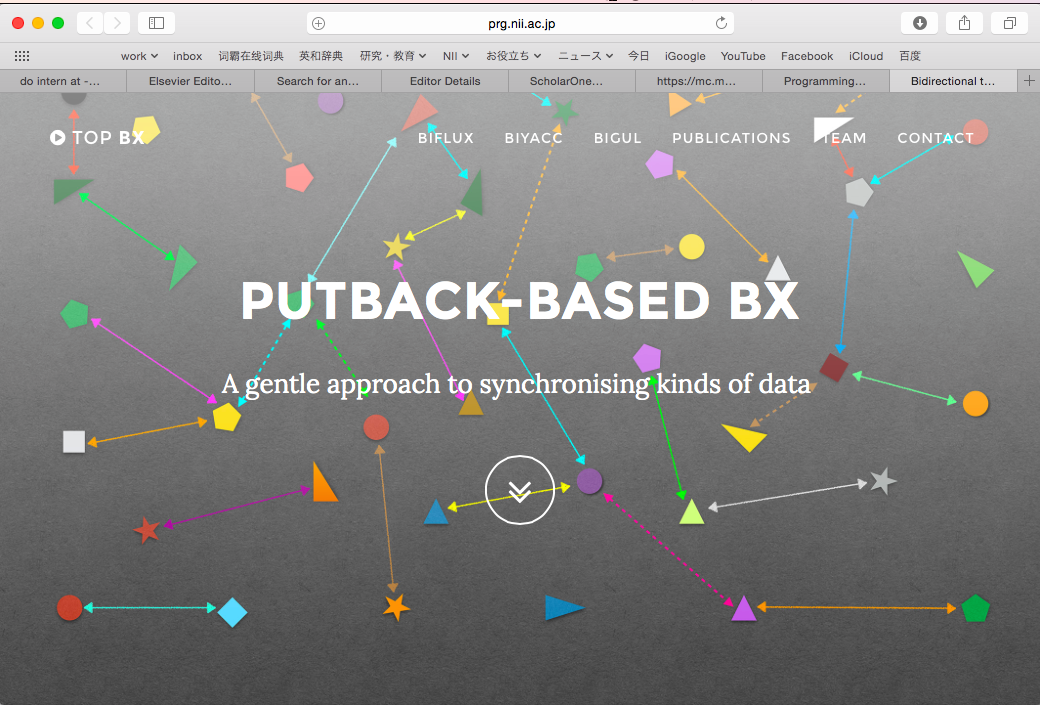 prg.nii.ac.jp
work inbox 词霸在线词典 英和辞典 研究・教育 NII お役立ち ニュース 今日 iGoogle YouTube Facebook iCloud 百度
do intern at -... Elsevier Edito... Search for an... Editor Details ScholarOne... https://mc.m... Programming... Bidirectional t...
TOP BX BIFLUX BIYACC BIGUL PUBLICATIONS TEAM CONTACT
PUTBACK-BASED BX
A gentle approach to synchronising kinds of data